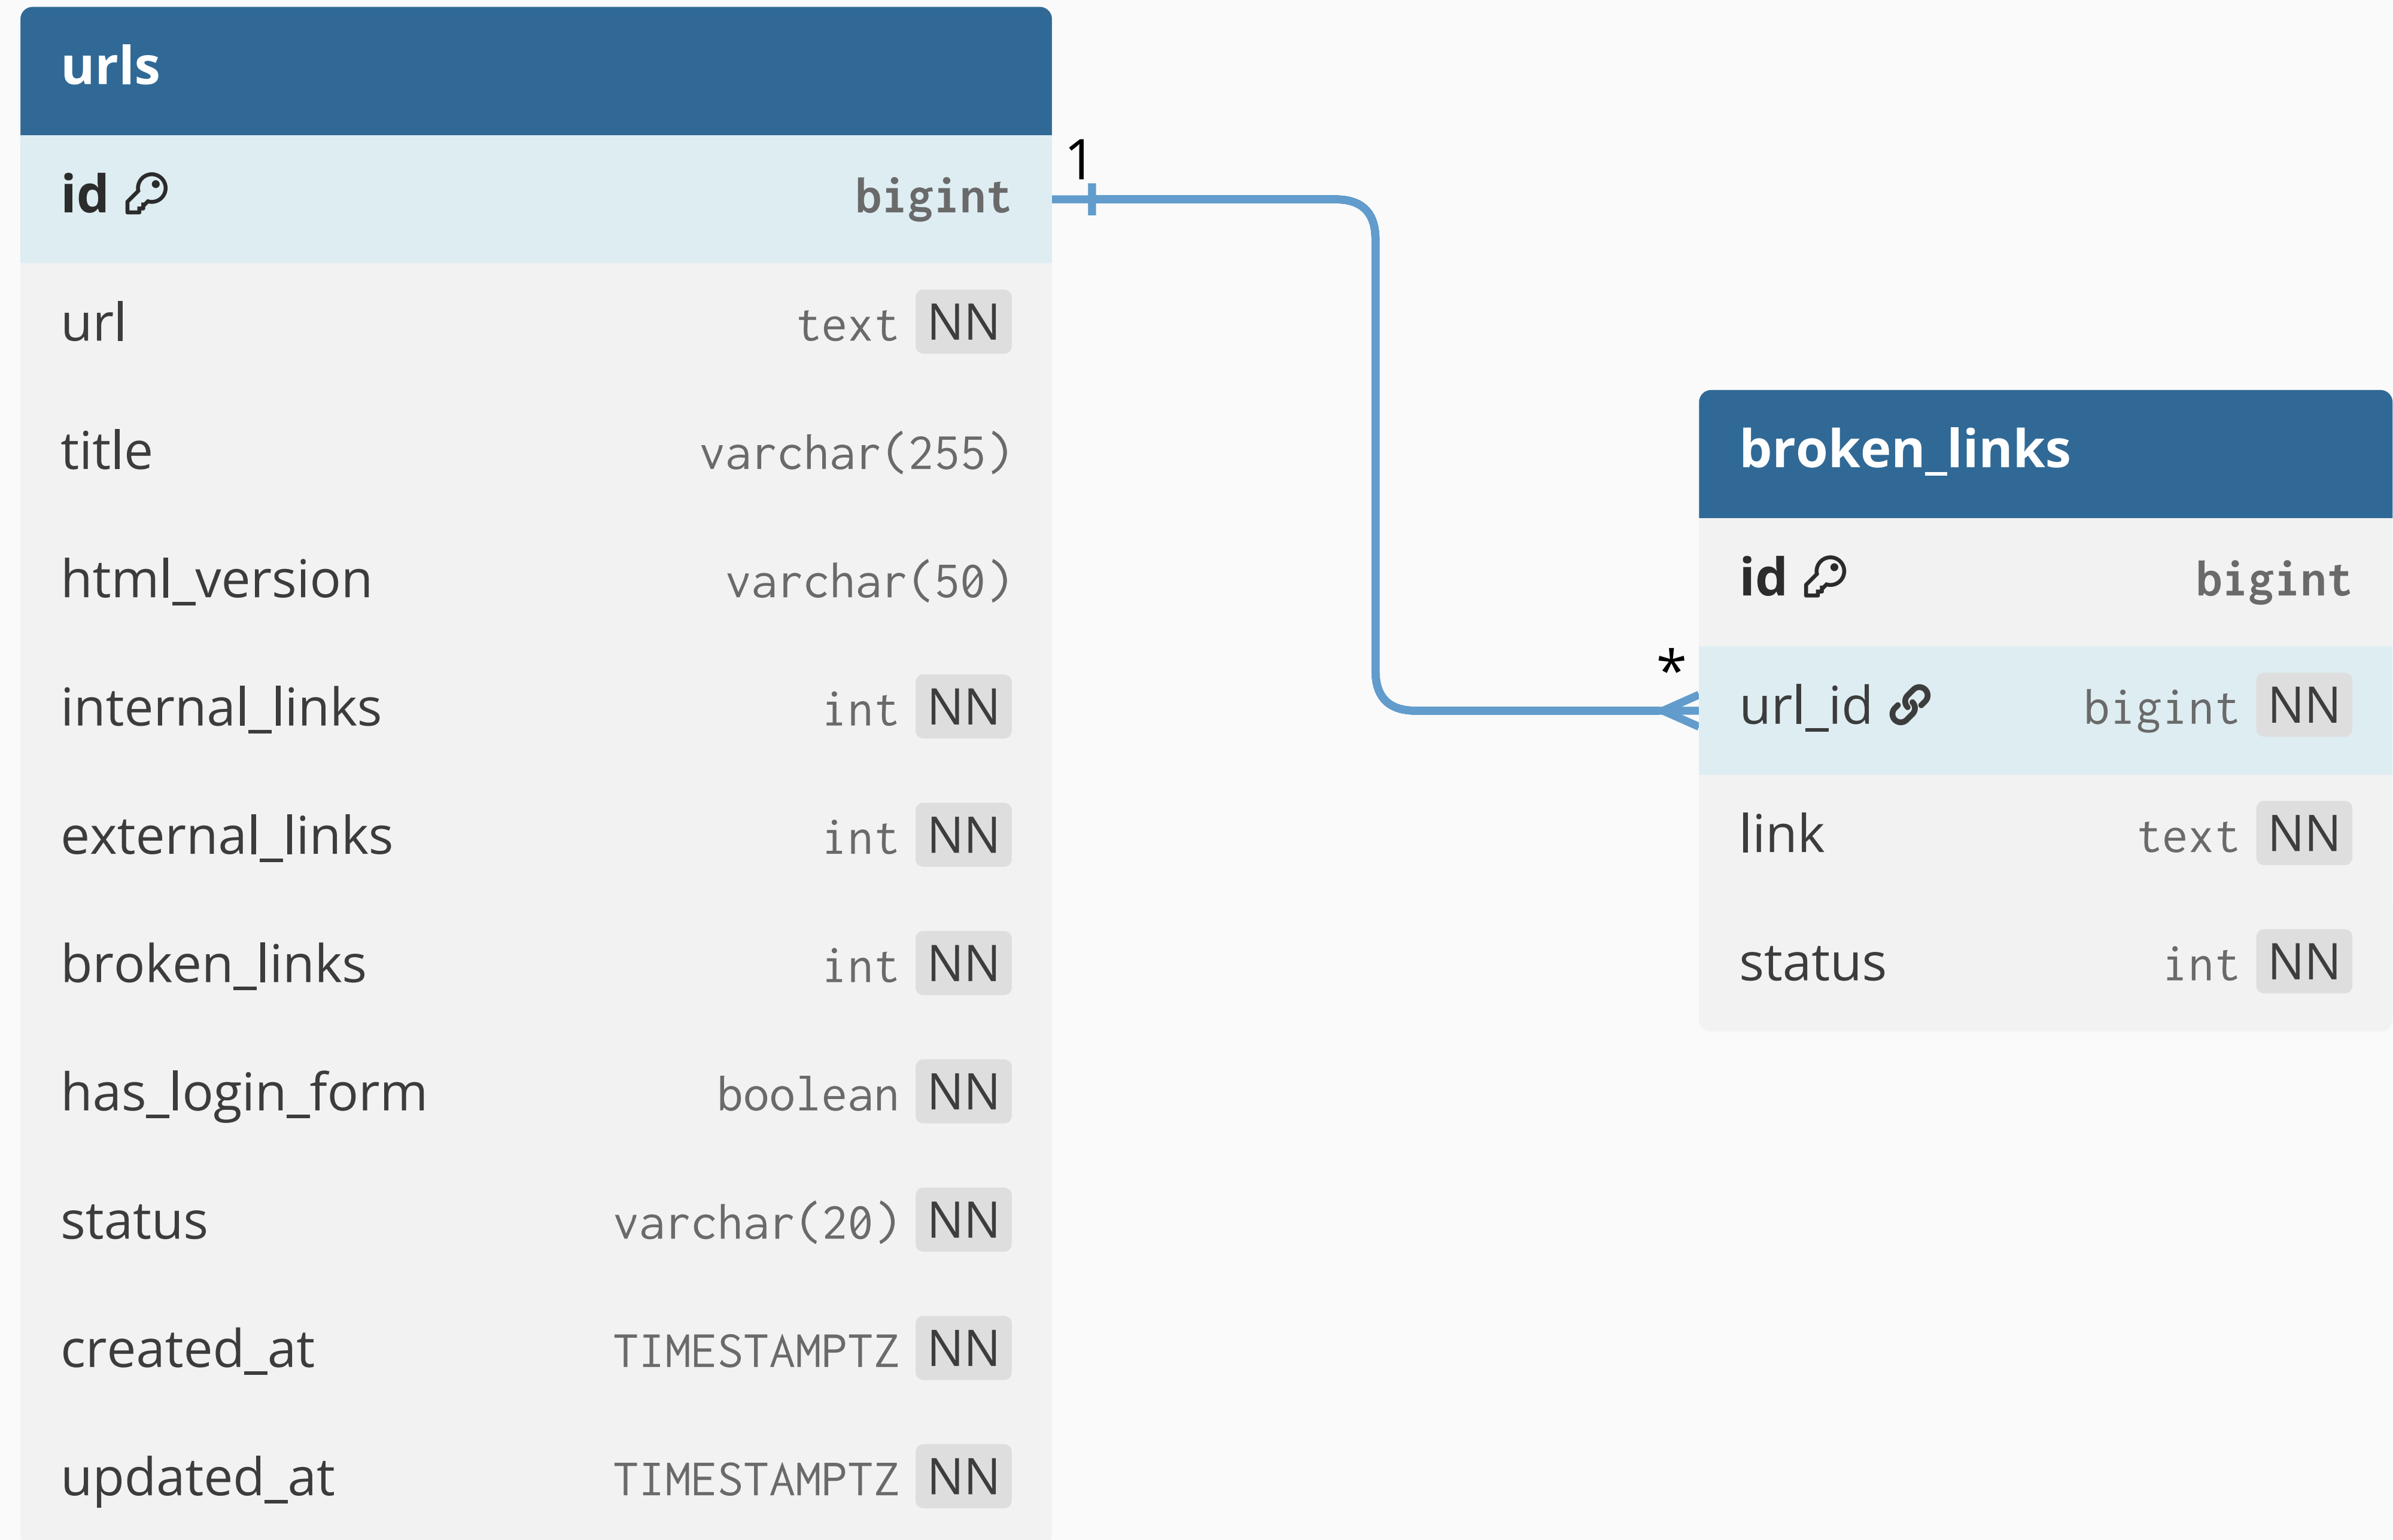 urls
id bigint
url text NN
title varchar(255)
html_version varchar(50)
internal_links int NN
external_links int NN
broken_links int NN
has_login_form boolean NN
status varchar(20) NN
created_at TIMESTAMPTZ NN
updated_at TIMESTAMPTZ NN
1
*
broken_links
id bigint
url_id bigint NN
link text NN
status int NN